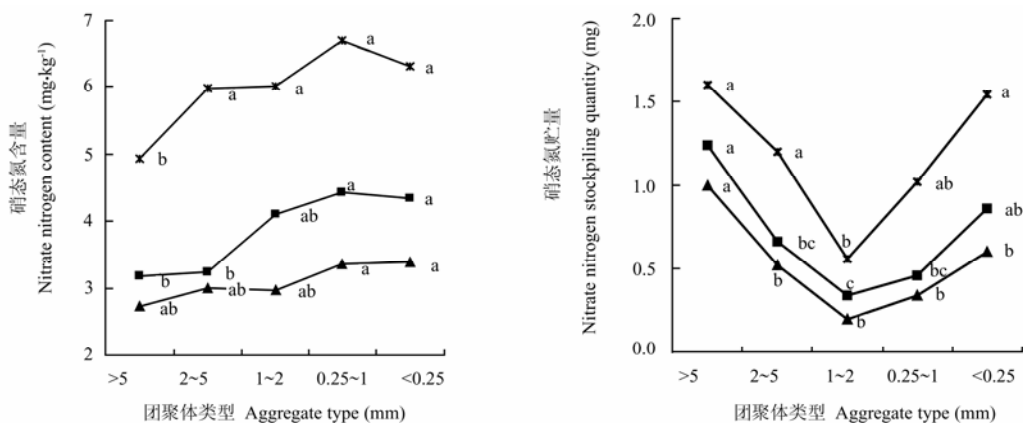 硝态氮含量
Nitrate nitrogen content (mg·kg⁻¹)
7
6
5
4
3
2
a
a
a
a
b
a
a
ab
b
b
a
a
ab
ab
ab
>5
2~5
1~2
0.25~1
<0.25
团聚体类型 Aggregate type (mm)
硝态氮贮量
Nitrate nitrogen stockpiling quantity (mg)
2.0
1.5
1.0
0.5
0.0
a
a
a
a
ab
a
ab
b
bc
c
bc
b
b
b
b
>5
2~5
1~2
0.25~1
<0.25
团聚体类型 Aggregate type (mm)